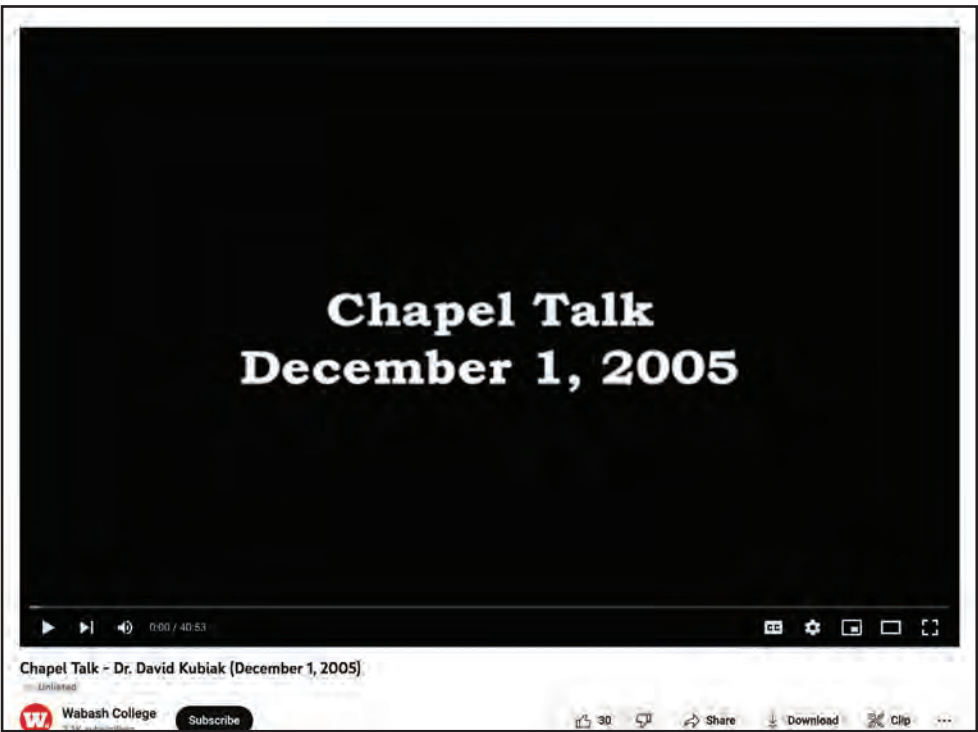 Chapel Talk
December 1, 2005
0:00 / 40:53
CC
Chapel Talk - Dr. David Kubiak (December 1, 2005)
Unlisted
W.
Wabash College
Subscribe
30
Share
Download
Clip